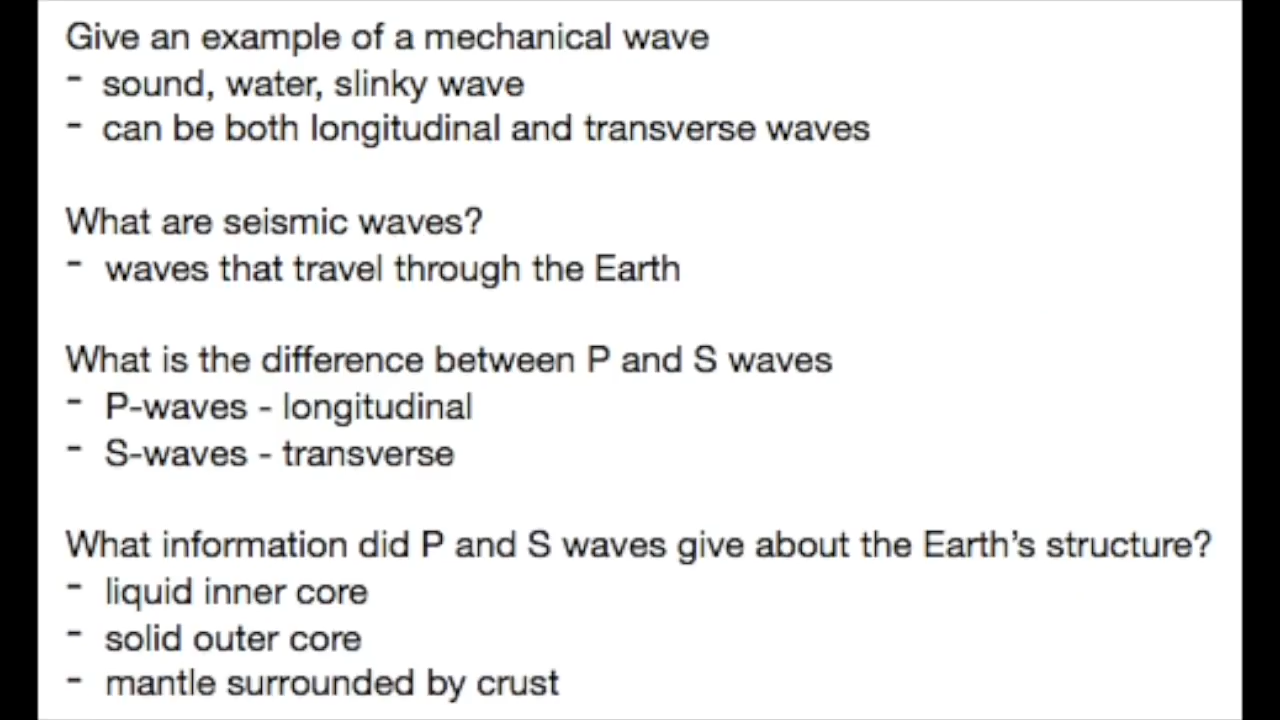 Give an example of a mechanical wave
- sound, water, slinky wave
- can be both longitudinal and transverse waves
What are seismic waves?
- waves that travel through the Earth
What is the difference between P and S waves
- P-waves - longitudinal
- S-waves - transverse
What information did P and S waves give about the Earth's structure?
- liquid inner core
- solid outer core
- mantle surrounded by crust